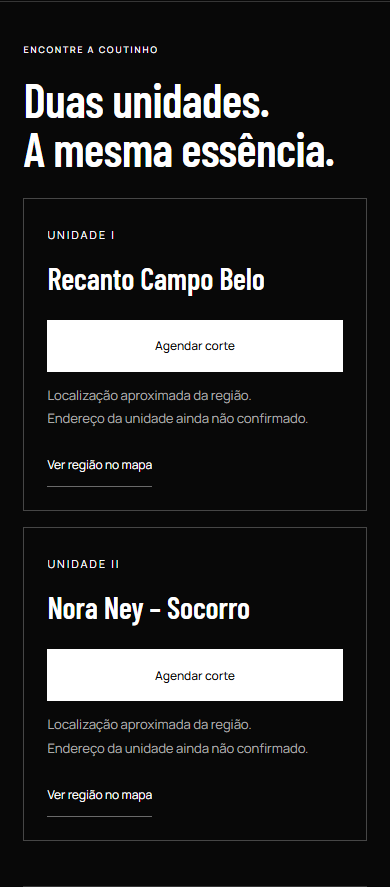 ENCONTRE A COUTINHO
Duas unidades.
A mesma essência.
UNIDADE I
Recanto Campo Belo
Agendar corte
Localização aproximada da região.
Endereço da unidade ainda não confirmado.
Ver região no mapa
UNIDADE II
Nora Ney – Socorro
Agendar corte
Localização aproximada da região.
Endereço da unidade ainda não confirmado.
Ver região no mapa